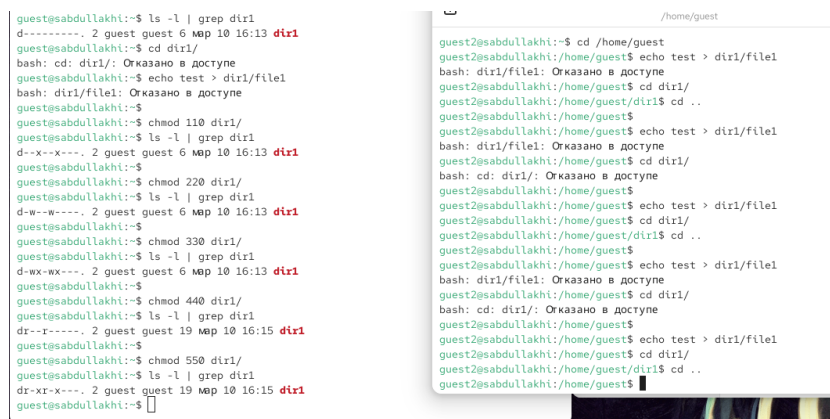 guest@sabdullakhi:~$ ls -l | grep dir1
d---------. 2 guest guest 6 мар 10 16:13 dir1
guest@sabdullakhi:~$ cd dir1/
bash: cd: dir1/: Отказано в доступе
guest@sabdullakhi:~$ echo test > dir1/file1
bash: dir1/file1: Отказано в доступе
guest@sabdullakhi:~$
guest@sabdullakhi:~$ chmod 110 dir1/
guest@sabdullakhi:~$ ls -l | grep dir1
d--x--x---. 2 guest guest 6 мар 10 16:13 dir1
guest@sabdullakhi:~$
guest@sabdullakhi:~$ chmod 220 dir1/
guest@sabdullakhi:~$ ls -l | grep dir1
d-w--w----. 2 guest guest 6 мар 10 16:13 dir1
guest@sabdullakhi:~$
guest@sabdullakhi:~$ chmod 330 dir1/
guest@sabdullakhi:~$ ls -l | grep dir1
d-wx-wx---. 2 guest guest 6 мар 10 16:13 dir1
guest@sabdullakhi:~$
guest@sabdullakhi:~$ chmod 440 dir1/
guest@sabdullakhi:~$ ls -l | grep dir1
dr--r-----. 2 guest guest 19 мар 10 16:15 dir1
guest@sabdullakhi:~$
guest@sabdullakhi:~$ chmod 550 dir1/
guest@sabdullakhi:~$ ls -l | grep dir1
dr-xr-x---. 2 guest guest 19 мар 10 16:15 dir1
guest@sabdullakhi:~$
/home/guest
guest2@sabdullakhi:~$ cd /home/guest
guest2@sabdullakhi:/home/guest$ echo test > dir1/file1
bash: dir1/file1: Отказано в доступе
guest2@sabdullakhi:/home/guest$ cd dir1/
guest2@sabdullakhi:/home/guest/dir1$ cd ..
guest2@sabdullakhi:/home/guest$
guest2@sabdullakhi:/home/guest$ echo test > dir1/file1
bash: dir1/file1: Отказано в доступе
guest2@sabdullakhi:/home/guest$ cd dir1/
bash: cd: dir1/: Отказано в доступе
guest2@sabdullakhi:/home/guest$
guest2@sabdullakhi:/home/guest$ echo test > dir1/file1
guest2@sabdullakhi:/home/guest$ cd dir1/
guest2@sabdullakhi:/home/guest/dir1$ cd ..
guest2@sabdullakhi:/home/guest$
guest2@sabdullakhi:/home/guest$ echo test > dir1/file1
bash: dir1/file1: Отказано в доступе
guest2@sabdullakhi:/home/guest$ cd dir1/
bash: cd: dir1/: Отказано в доступе
guest2@sabdullakhi:/home/guest$
guest2@sabdullakhi:/home/guest$ echo test > dir1/file1
guest2@sabdullakhi:/home/guest$ cd dir1/
guest2@sabdullakhi:/home/guest/dir1$ cd ..
guest2@sabdullakhi:/home/guest$